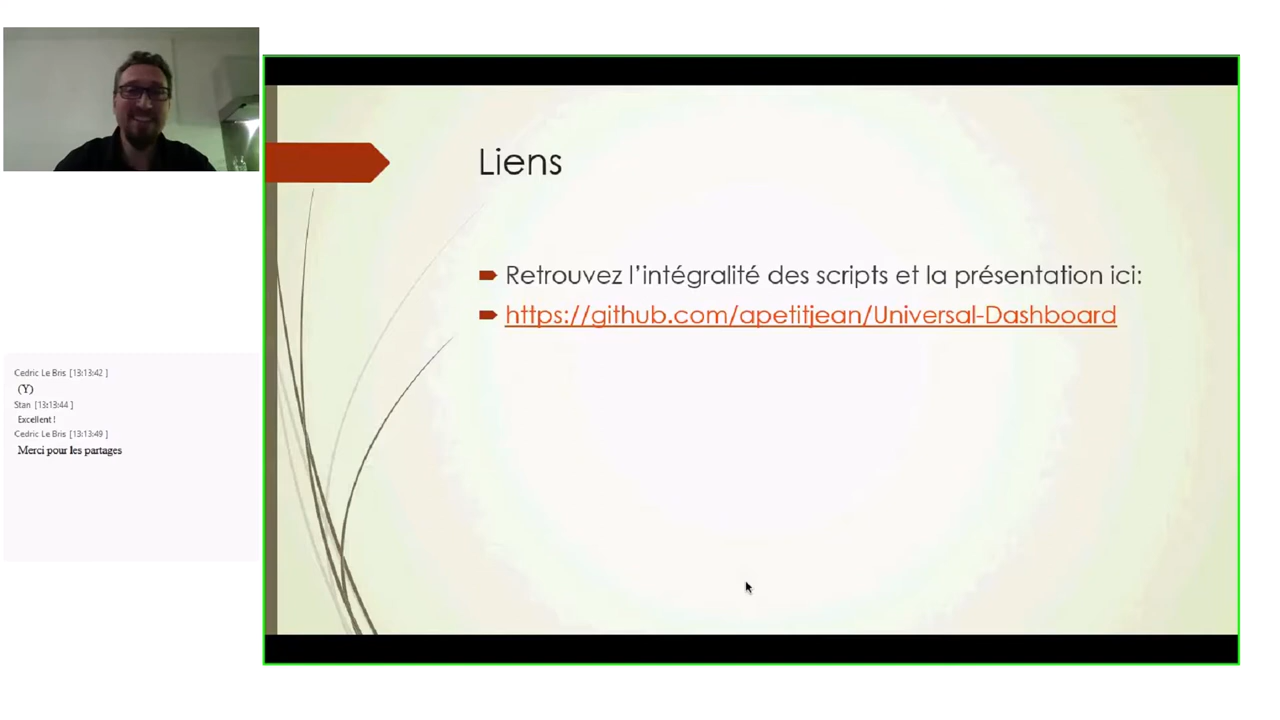 Liens
Retrouvez l'intégralité des scripts et la présentation ici:
https://github.com/apetitjean/Universal-Dashboard
Cedric Le Bris [13:13:42 ]
(Y)
Stan [13:13:44 ]
Excellent !
Cedric Le Bris [13:13:49 ]
Merci pour les partages